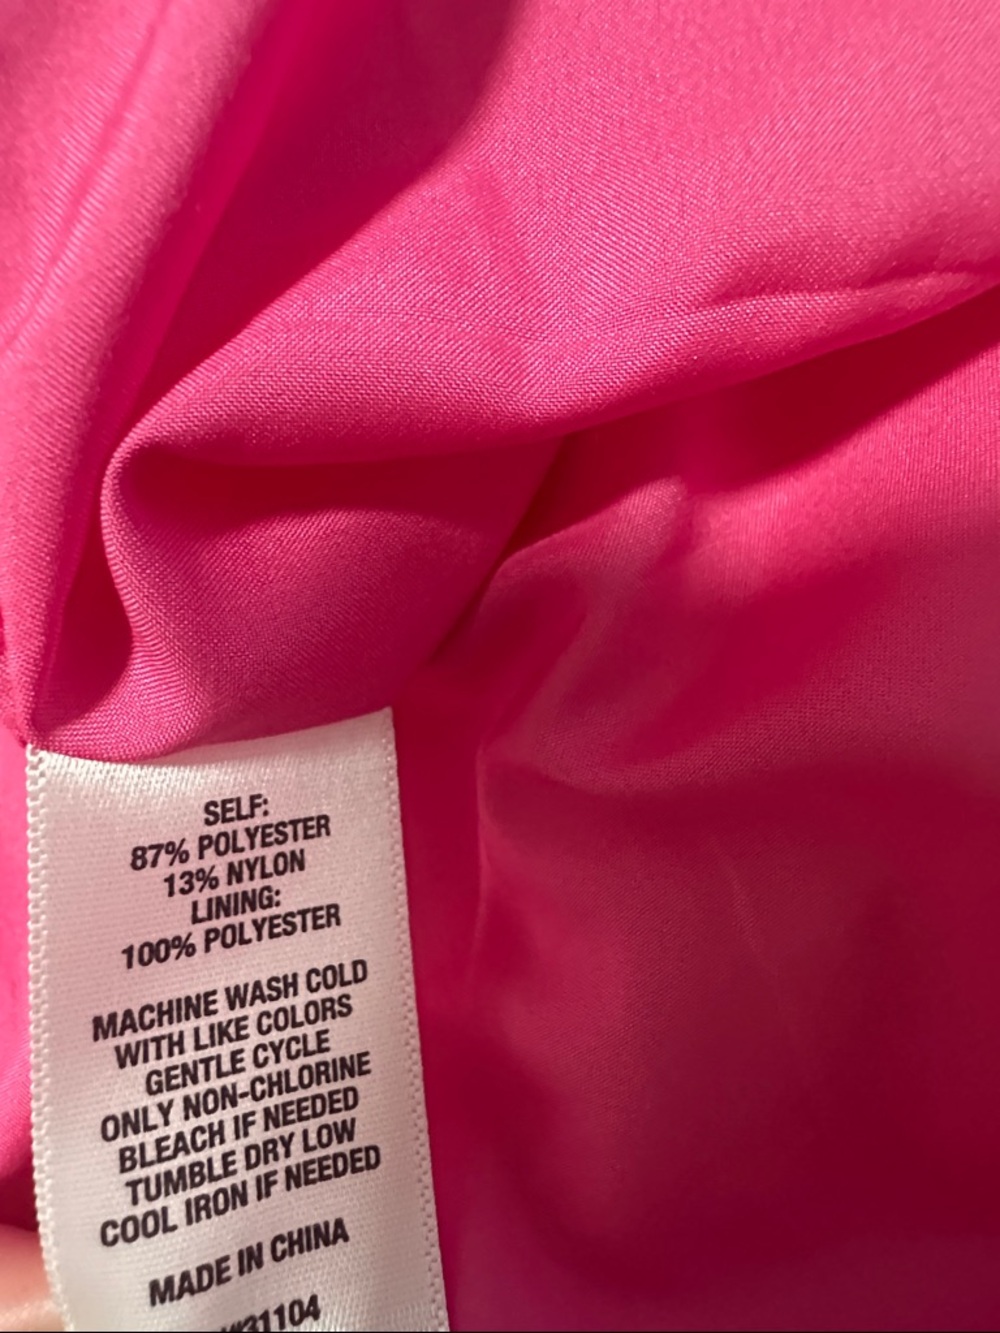 SELF:
87% POLYESTER
13% NYLON
LINING:
100% POLYESTER
MACHINE WASH COLD
WITH LIKE COLORS
GENTLE CYCLE
ONLY NON-CHLORINE
BLEACH IF NEEDED
TUMBLE DRY LOW
COOL IRON IF NEEDED
MADE IN CHINA